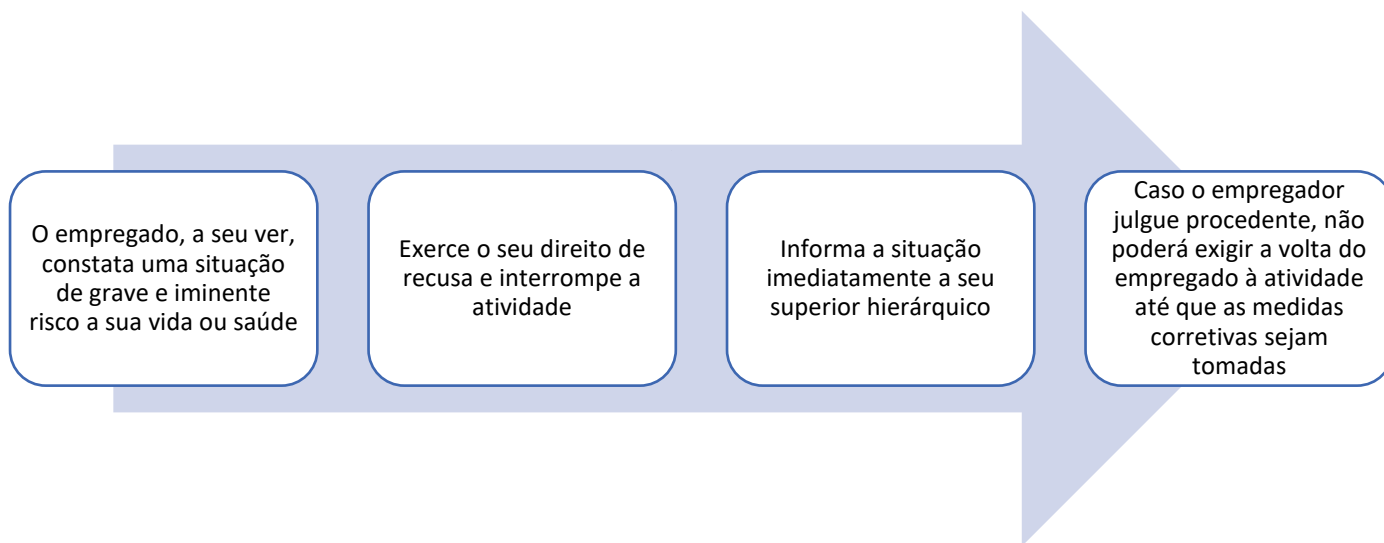 O empregado, a seu ver,
constata uma situação
de grave e iminente
risco a sua vida ou saúde
Exerce o seu direito de
recusa e interrompe a
atividade
Informa a situação
imediatamente a seu
superior hierárquico
Caso o empregador
julgue procedente, não
poderá exigir a volta do
empregado à atividade
até que as medidas
corretivas sejam
tomadas